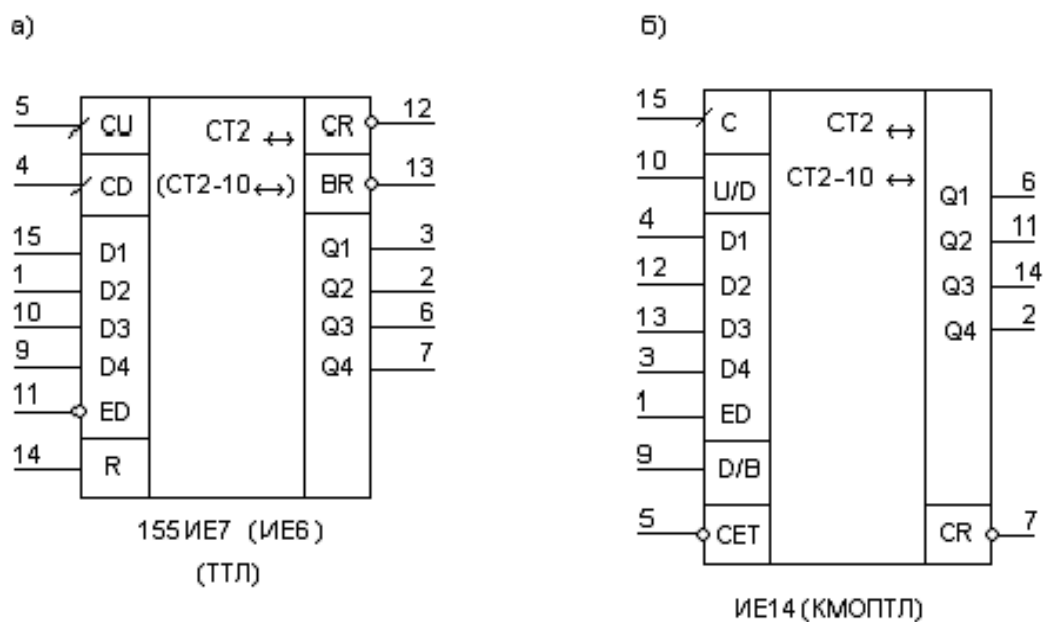 а)
б)
5 CU CT2 ↔ CR 12
4 CD (CT2-10↔) BR 13
15 D1 Q1 3
1 D2 Q2 2
10 D3 Q3 6
9 D4 Q4 7
11 ED
14 R
155ИЕ7 (ИЕ6)
(ТТЛ)
15 C CT2 ↔
10 U/D CT2-10 ↔
Q1 6
4 D1
Q2 11
12 D2
Q3 14
13 D3
Q4 2
3 D4
1 ED
9 D/B
5 CET CR 7
ИЕ14(КМОПТЛ)